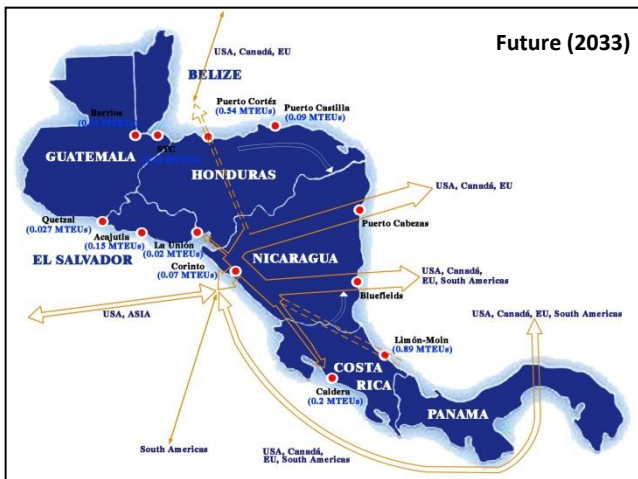 Future (2033)
USA, Canadá, EU
BELIZE
Puerto Cortéz
(0.54 MTEUs)
Puerto Castilla
(0.09 MTEUs)
Barrios
STC
GUATEMALA
HONDURAS
USA, Canadá, EU
Puerto Cabezas
Quetzal
(0.027 MTEUs)
Acajutla
(0.15 MTEUs)
La Unión
(0.02 MTEUs)
EL SALVADOR
Corinto
(0.07 MTEUs)
NICARAGUA
USA, Canadá,
EU, South Americas
Bluefields
USA, ASIA
USA, Canadá, EU, South Americas
Limón-Moin
(0.89 MTEUs)
COSTA
RICA
Caldera
(0.2 MTEUs)
PANAMA
South Americas
USA, Canadá,
EU, South Americas